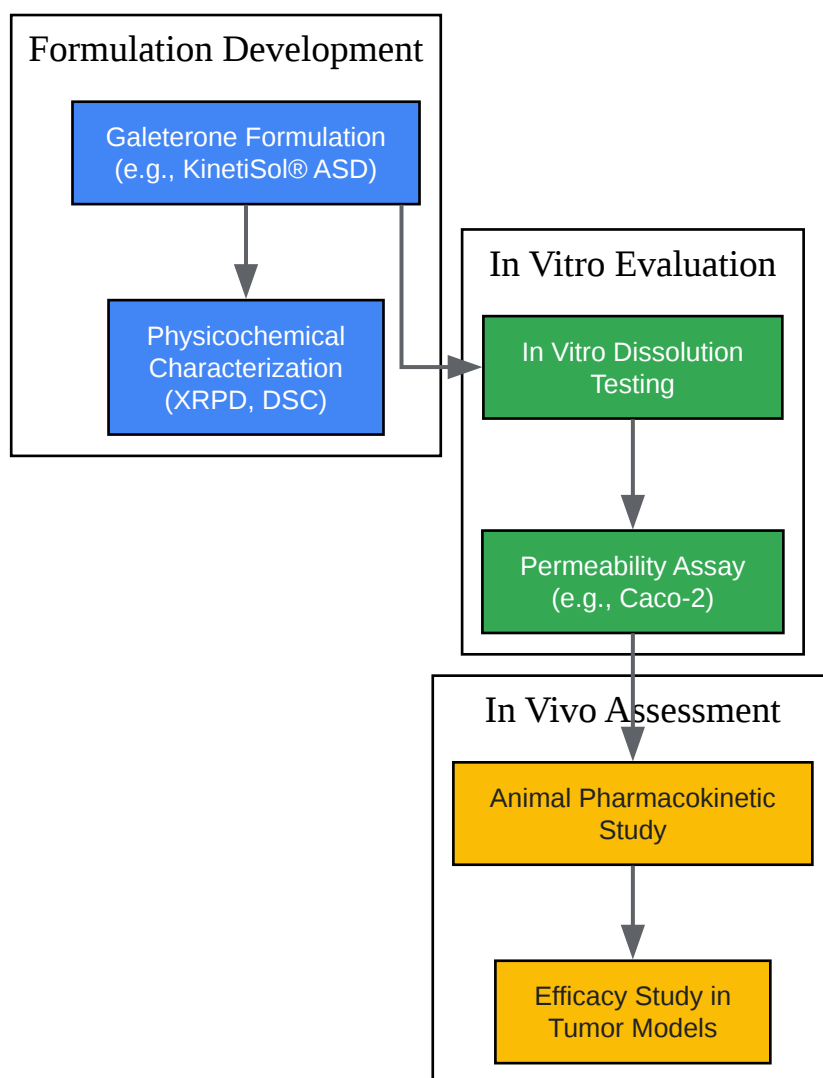 Formulation Development
Galeterone Formulation
(e.g., KinetiSol® ASD)
Physicochemical
Characterization
(XRPD, DSC)
In Vitro Evaluation
In Vitro Dissolution
Testing
Permeability Assay
(e.g., Caco-2)
In Vivo Assessment
Animal Pharmacokinetic
Study
Efficacy Study in
Tumor Models